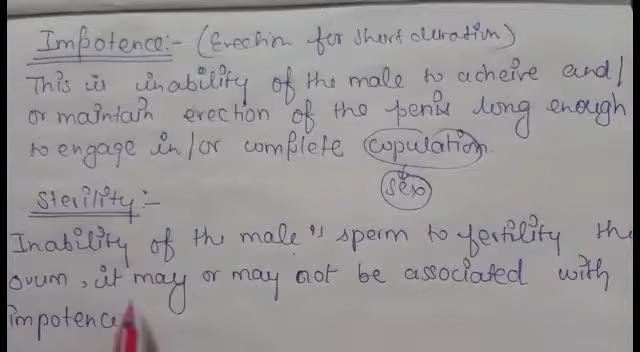 Impotence:- (Erection for short duration)
This is inability of the male to acheive and/
or maintain erection of the penis long enough
to engage in/or complete copulation.
sex
Sterility:-
Inability of the male's sperm to fertility the
ovum, it may or may not be associated with
impotence